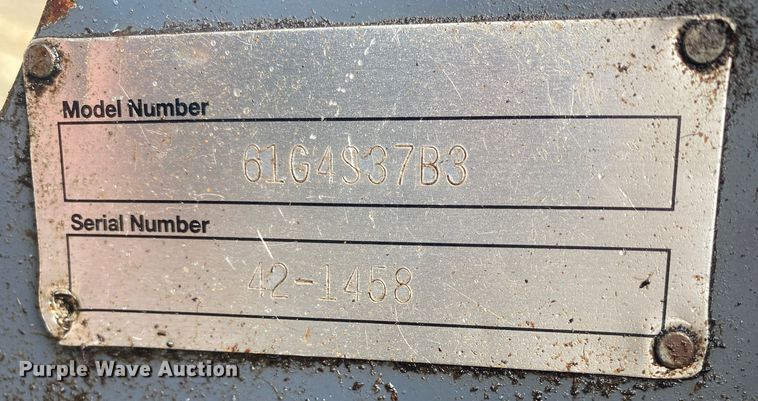 Model Number
61G4S37B3
Serial Number
42-1458
Purple Wave Auction